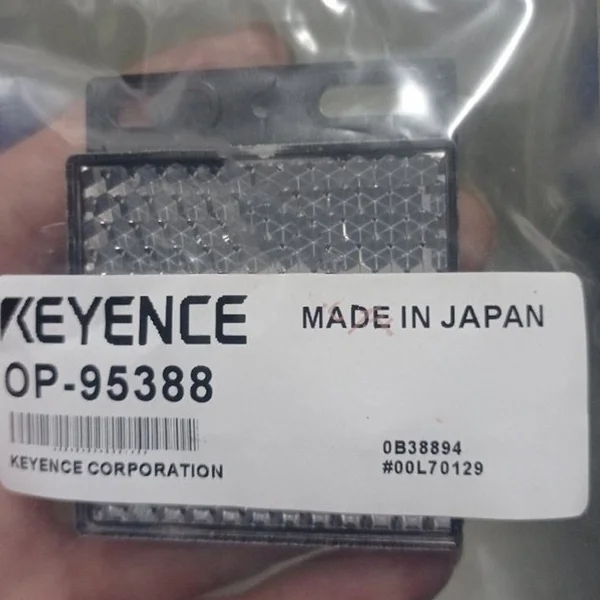 KEYENCE
MADE IN JAPAN
OP-95388
0B38894
KEYENCE CORPORATION
#00L70129